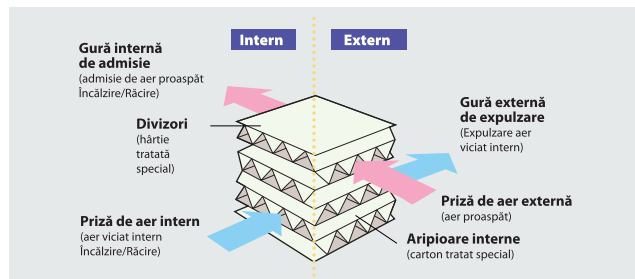 Intern
Extern
Gură internă
de admisie
(admisie de aer proaspăt
Încălzire/Răcire)
Divizori
(hârtie
tratată
special)
Priză de aer intern
(aer viciat intern
Încălzire/Răcire)
Gură externă
de expulzare
(Expulzare aer
viciat intern)
Priză de aer externă
(aer proaspăt)
Aripioare interne
(carton tratat special)